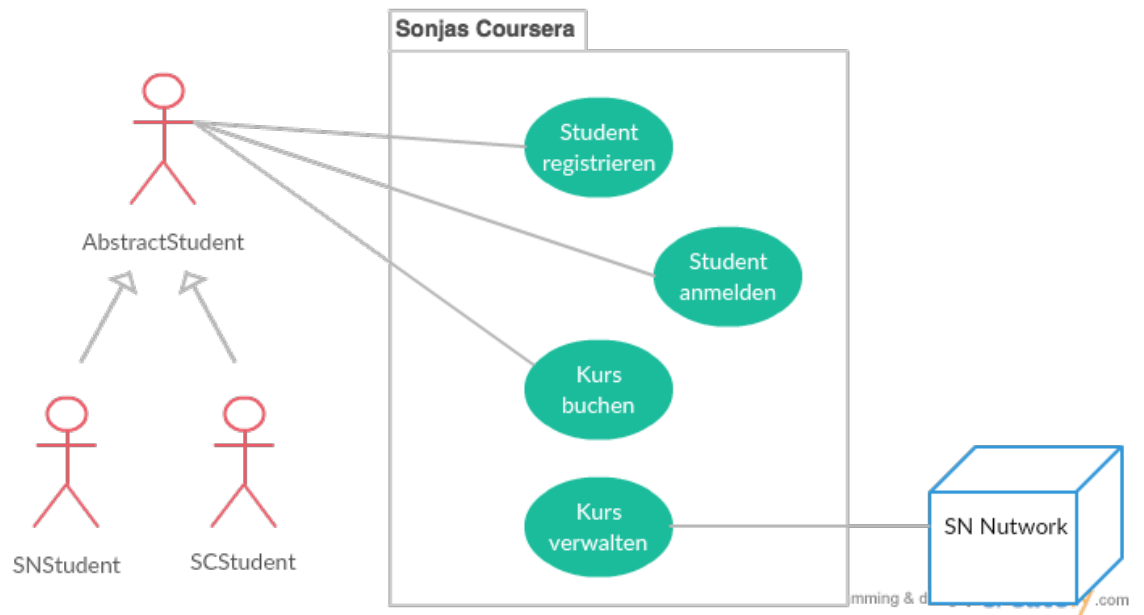 Sonjas Coursera
Student
registrieren
AbstractStudent
Student
anmelden
Kurs
buchen
Kurs
verwalten
SN Nutwork
SNStudent
SCStudent
mming & d
.com